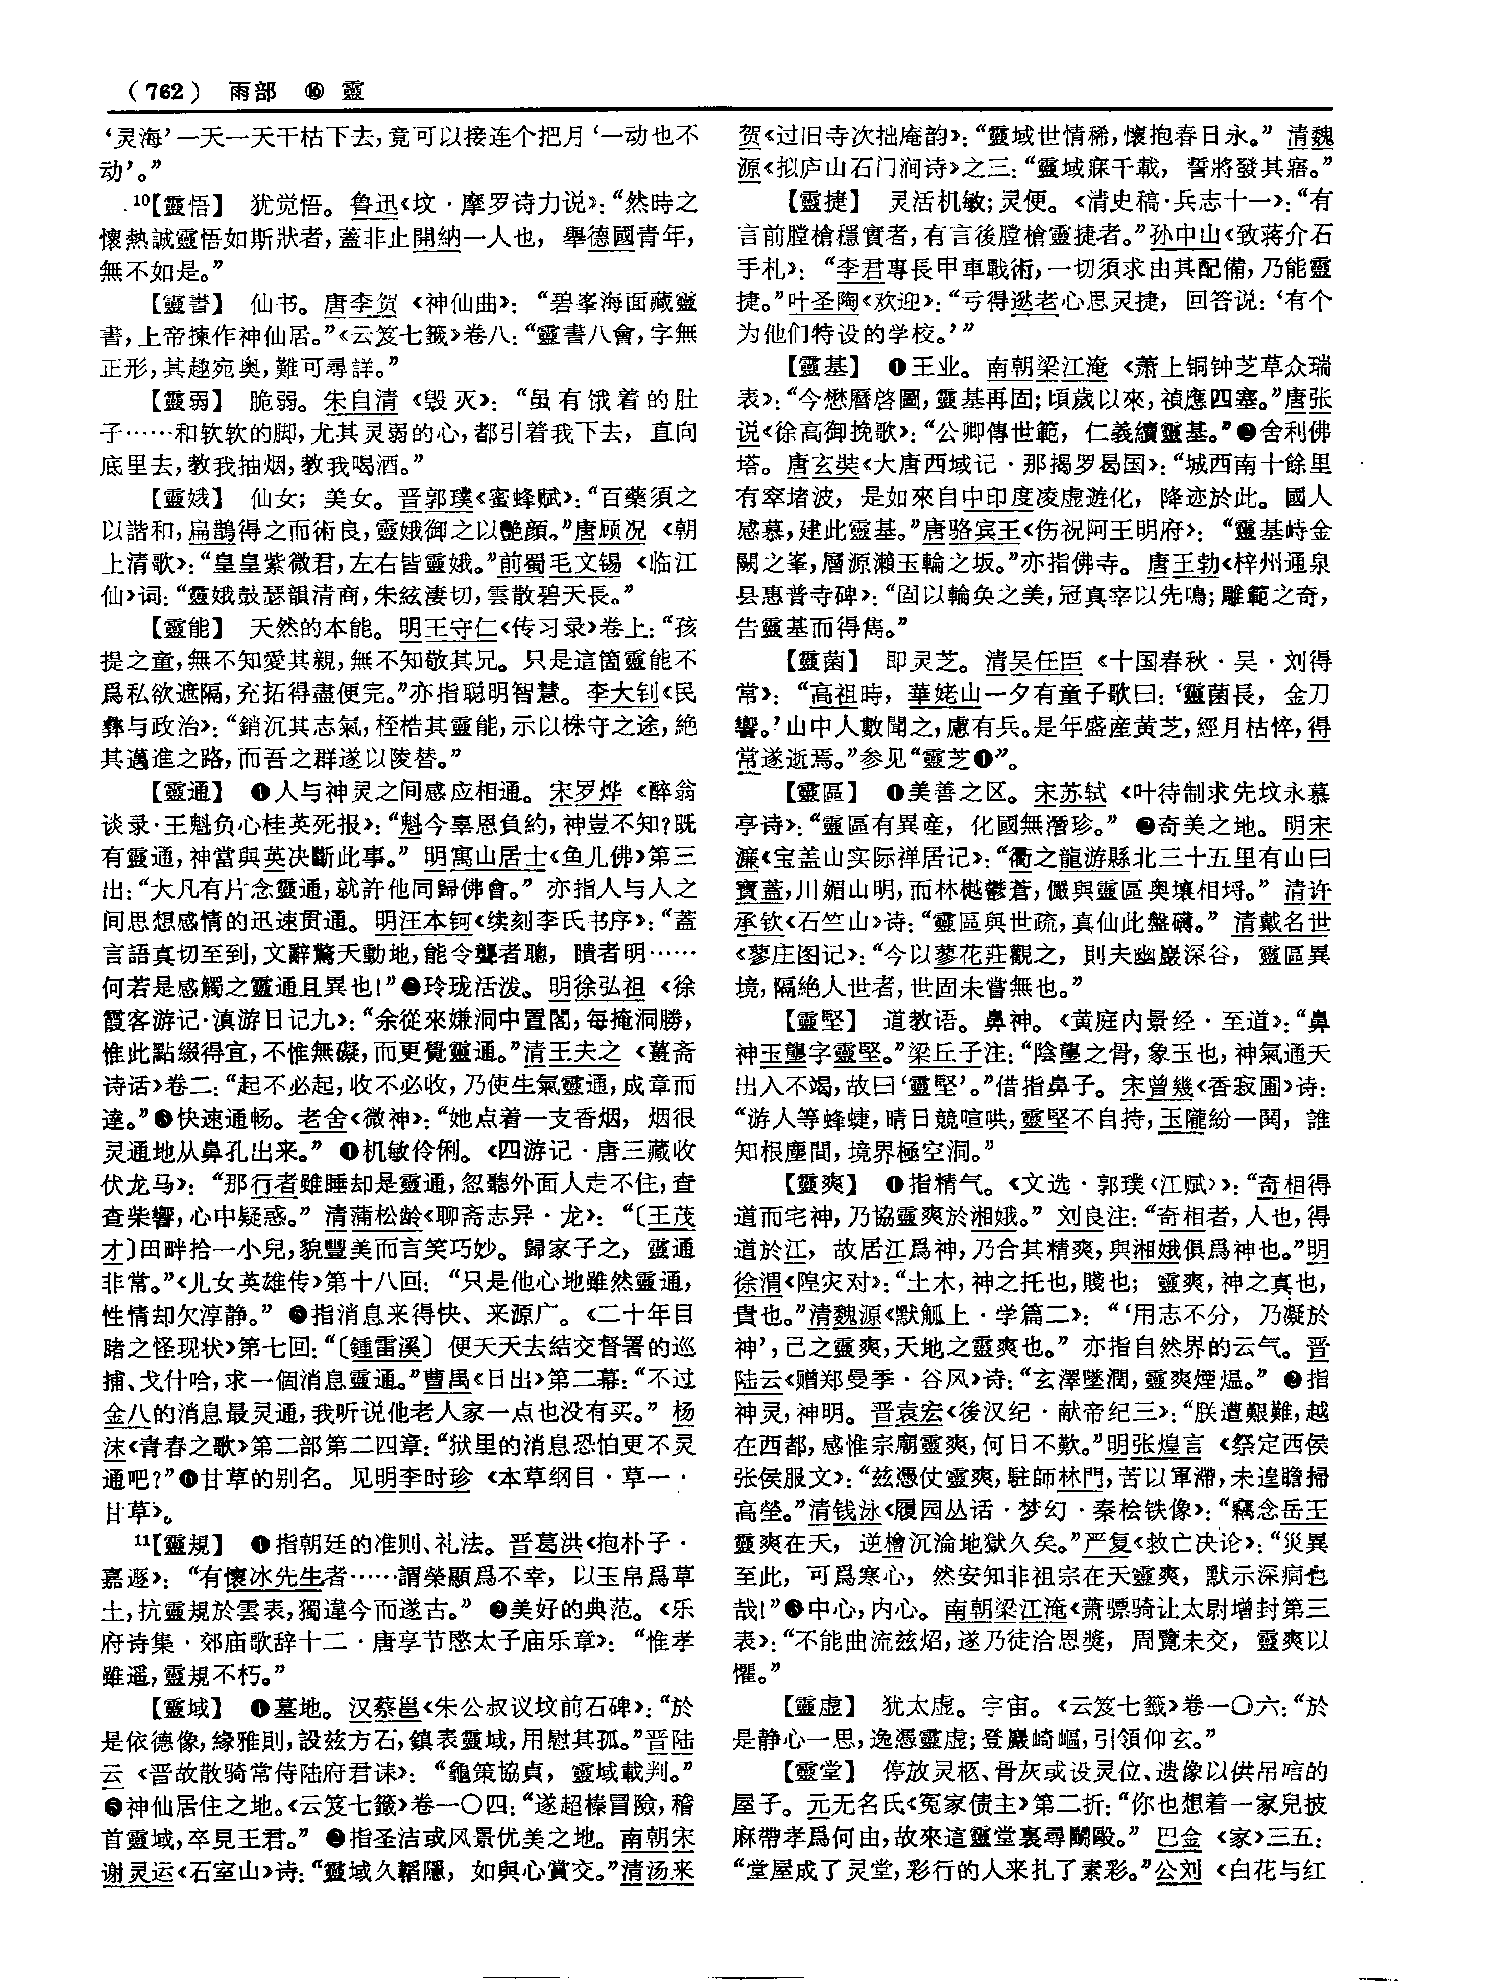 （762） 雨部 ⑯ 靈
‘灵海’一天一天干枯下去，竟可以接连个把月‘一动也不
动’。”
10【靈悟】 犹觉悟。鲁迅《坟·摩罗诗力说》：“然時之
懷熱誠靈悟如斯狀者，蓋非止開納一人也，舉德國青年，
無不如是。”
【靈書】 仙书。唐李贺《神仙曲》：“碧峯海面藏靈
書，上帝揀作神仙居。”《云笈七籤》卷八：“靈書八會，字無
正形，其趣宛奥，難可尋詳。”
【靈弱】 脆弱。朱自清《毁灭》：“虽有饿着的肚
子……和软软的脚，尤其灵弱的心，都引着我下去，直向
底里去，教我抽烟，教我喝酒。”
【靈娥】 仙女；美女。晋郭璞《蜜蜂赋》：“百藥須之
以諧和，扁鵲得之而術良，靈娥御之以艷顔。”唐顾况《朝
上清歌》：“皇皇紫微君，左右皆靈娥。”前蜀毛文锡《临江
仙》词：“靈娥鼓瑟韻清商，朱絃凄切，雲散碧天長。”
【靈能】 天然的本能。明王守仁《传习录》卷上：“孩
提之童，無不知愛其親，無不知敬其兄。只是這箇靈能不
爲私欲遮隔，充拓得盡便完。”亦指聪明智慧。李大钊《民
彝与政治》：“銷沉其志氣，桎梏其靈能，示以株守之途，絶
其邁進之路，而吾之群遂以陵替。”
【靈通】 ❶人与神灵之间感应相通。宋罗烨《醉翁
谈录·王魁负心桂英死报》：“魁今辜恩負約，神豈不知？既
有靈通，神當與英决斷此事。”明寓山居士《鱼儿佛》第三
出：“大凡有片念靈通，就許他同歸佛會。”亦指人与人之
间思想感情的迅速贯通。明汪本钶《续刻李氏书序》：“蓋
言語真切至到，文辭驚天動地，能令聾者聰，瞶者明……
何若是感觸之靈通且異也！”❷玲珑活泼。明徐弘祖《徐
霞客游记·滇游日记九》：“余從來嫌洞中置閣，每掩洞勝，
惟此點綴得宜，不惟無礙，而更覺靈通。”清王夫之《薑斋
诗话》卷二：“起不必起，收不必收，乃使生氣靈通，成章而
達。”❸快速通畅。老舍《微神》：“她点着一支香烟，烟很
灵通地从鼻孔出来。”❹机敏伶俐。《四游记·唐三藏收
伏龙马》：“那行者雖睡却是靈通，忽聽外面人走不住，查
查柴響，心中疑惑。”清蒲松龄《聊斋志异·龙》：“〔王茂
才〕田畔拾一小兒，貌豐美而言笑巧妙。歸家子之，靈通
非常。”《儿女英雄传》第十八回：“只是他心地雖然靈通，
性情却欠淳静。”❺指消息来得快、来源广。《二十年目
睹之怪现状》第七回：“〔鍾雷溪〕便天天去結交督署的巡
捕、戈什哈，求一個消息靈通。”曹禺《日出》第二幕：“不过
金八的消息最灵通，我听说他老人家一点也没有买。”杨
沫《青春之歌》第二部第二四章：“狱里的消息恐怕更不灵
通吧？”❻甘草的别名。见明李时珍《本草纲目·草一·
甘草》。
11【靈規】 ❶指朝廷的准则、礼法。晋葛洪《抱朴子·
嘉遯》：“有懷冰先生者……謂榮顯爲不幸，以玉帛爲草
土，抗靈規於雲表，獨違今而遂古。”❷美好的典范。《乐
府诗集·郊庙歌辞十二·唐享节愍太子庙乐章》：“惟孝
雖遥，靈規不朽。”
【靈域】 ❶墓地。汉蔡邕《朱公叔议坟前石碑》：“於
是依德像，緣雅則，設兹方石，鎮表靈域，用慰其孤。”晋陆
云《晋故散骑常侍陆府君诔》：“龜策協貞，靈域載判。”
❷神仙居住之地。《云笈七籤》卷一〇四：“遂超榛冒險，稽
首靈域，卒見王君。”❸指圣洁或风景优美之地。南朝宋
谢灵运《石室山》诗：“靈域久韜隱，如與心賞交。”清汤来
贺《过旧寺次拙庵韵》：“靈域世情稀，懷抱春日永。”清魏
源《拟庐山石门涧诗》之三：“靈域寐千載，誓將發其寤。”
【靈捷】 灵活机敏；灵便。《清史稿·兵志十一》：“有
言前膛槍穩實者，有言後膛槍靈捷者。”孙中山《致蒋介石
手札》：“李君專長甲車戰術，一切須求由其配備，乃能靈
捷。”叶圣陶《欢迎》：“亏得逖老心思灵捷，回答说：‘有个
为他们特设的学校。’”
【靈基】 ❶王业。南朝梁江淹《萧上铜钟芝草众瑞
表》：“今懋曆啓圖，靈基再固；頃歲以來，禎應四塞。”唐张
说《徐高御挽歌》：“公卿傳世範，仁義續靈基。”❷舍利佛
塔。唐玄奘《大唐西域记·那揭罗曷国》：“城西南十餘里
有窣堵波，是如來自中印度凌虚遊化，降迹於此。國人
感慕，建此靈基。”唐骆宾王《伤祝阿王明府》：“靈基峙金
闕之峯，層源瀨玉輪之坂。”亦指佛寺。唐王勃《梓州通泉
县惠普寺碑》：“固以輪奂之美，冠真宰以先鳴；雕範之奇，
告靈基而得雋。”
【靈菌】 即灵芝。清吴任臣《十国春秋·吴·刘得
常》：“高祖時，華姥山一夕有童子歌曰：‘靈菌長，金刀
響。’山中人數聞之，慮有兵。是年盛産黄芝，經月枯悴，得
常遂逝焉。”参见“靈芝❶”。
【靈區】 ❶美善之区。宋苏轼《叶待制求先坟永慕
亭诗》：“靈區有異産，化國無潛珍。”❷奇美之地。明宋
濂《宝盖山实际禅居记》：“衢之龍游縣北三十五里有山曰
寶蓋，川媚山明，而林樾鬱蒼，儼與靈區奥壤相埒。”清许
承钦《石竺山》诗：“靈區與世疏，真仙此盤礴。”清戴名世
《蓼庄图记》：“今以蓼花莊觀之，則夫幽巖深谷，靈區異
境，隔絶人世者，世固未嘗無也。”
【靈堅】 道教语。鼻神。《黄庭内景经·至道》：“鼻
神玉壟字靈堅。”梁丘子注：“陰壟之骨，象玉也，神氣通天
出入不竭，故曰‘靈堅’。”借指鼻子。宋曾幾《香寂圃》诗：
“游人等蜂蜨，晴日競喧哄，靈堅不自持，玉隴紛一閧，誰
知根塵間，境界極空洞。”
【靈爽】 ❶指精气。《文选·郭璞〈江赋〉》：“奇相得
道而宅神，乃協靈爽於湘娥。”刘良注：“奇相者，人也，得
道於江，故居江爲神，乃合其精爽，與湘娥俱爲神也。”明
徐渭《隍灾对》：“土木，神之托也，賤也；靈爽，神之真也，
貴也。”清魏源《默觚上·学篇二》：“‘用志不分，乃凝於
神’，己之靈爽，天地之靈爽也。”亦指自然界的云气。晋
陆云《赠郑曼季·谷风》诗：“玄澤墜潤，靈爽煙熅。”❷指
神灵，神明。晋袁宏《後汉纪·献帝纪三》：“朕遭艱難，越
在西都，感惟宗廟靈爽，何日不歎。”明张煌言《祭定西侯
张侯服文》：“兹憑仗靈爽，駐師林門，苦以軍滯，未遑瞻掃
高塋。”清钱泳《履园丛话·梦幻·秦桧铁像》：“竊念岳王
靈爽在天，逆檜沉淪地獄久矣。”严复《救亡决论》：“災異
至此，可爲寒心，然安知非祖宗在天靈爽，默示深痌也
哉！”❸中心，内心。南朝梁江淹《萧骠骑让太尉增封第三
表》：“不能曲流兹炤，遂乃徒洽恩獎，周覽未交，靈爽以
懼。”
【靈虚】 犹太虚。宇宙。《云笈七籤》卷一〇六：“於
是静心一思，逸憑靈虚；登巖崎嶇，引領仰玄。”
【靈堂】 停放灵柩、骨灰或设灵位、遗像以供吊唁的
屋子。元无名氏《冤家债主》第二折：“你也想着一家兒披
麻帶孝爲何由，故來這靈堂裏尋鬭毆。”巴金《家》三五：
“堂屋成了灵堂，彩行的人来扎了素彩。”公刘《白花与红